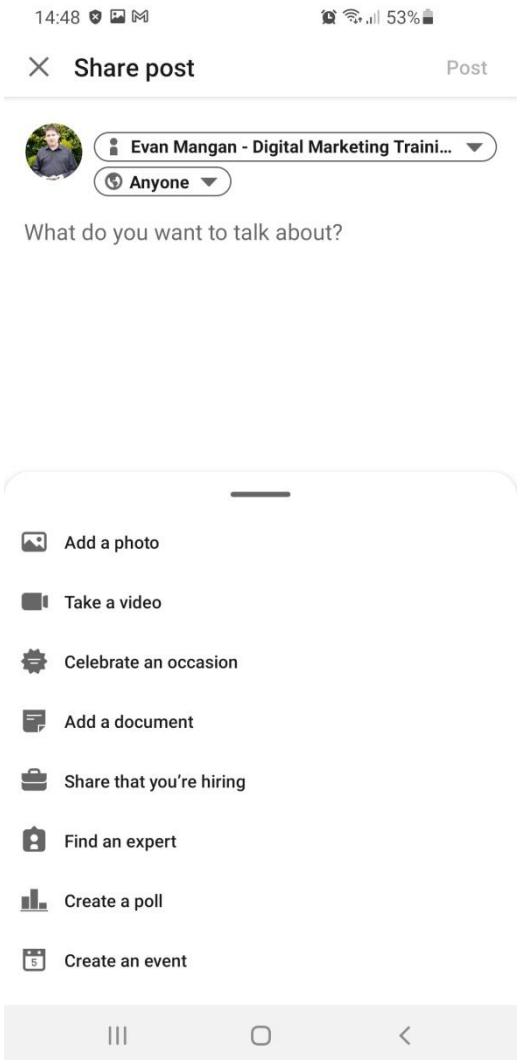 14:48 53%
Share post Post
Evan Mangan - Digital Marketing Traini...
Anyone
What do you want to talk about?
Add a photo
Take a video
Celebrate an occasion
Add a document
Share that you're hiring
Find an expert
Create a poll
5 Create an event